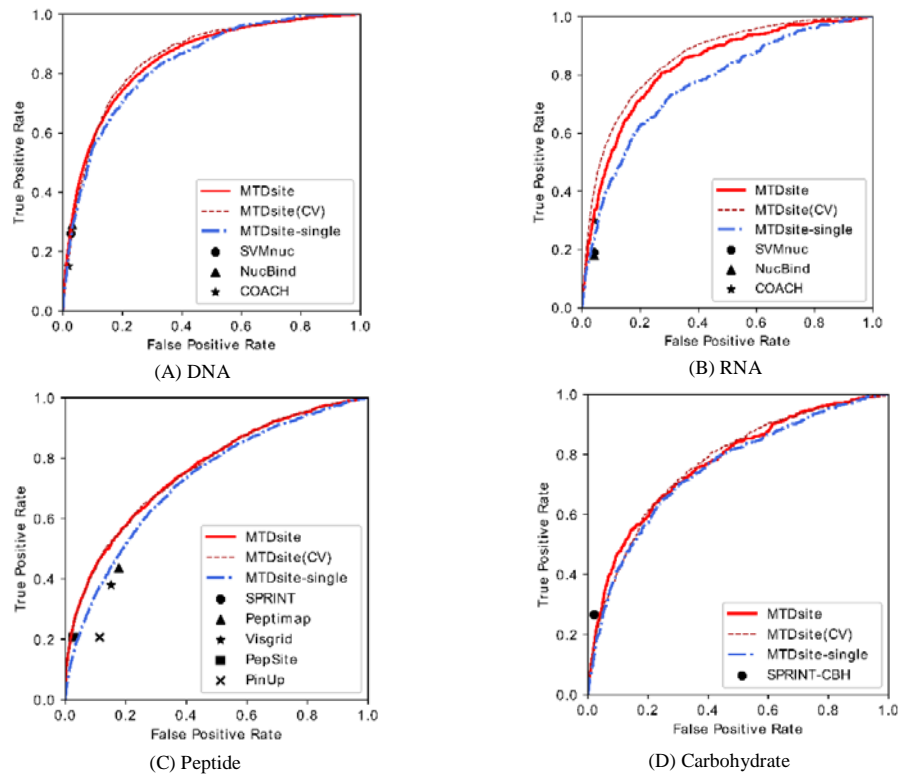 1.0
0.8
0.6
0.4
0.2
0.0
True Positive Rate
MTDsite
MTDsite(CV)
MTDsite-single
SVMnuc
NucBind
COACH
0.0 0.2 0.4 0.6 0.8 1.0
False Positive Rate
(A) DNA
1.0
0.8
0.6
0.4
0.2
0.0
True Positive Rate
MTDsite
MTDsite(CV)
MTDsite-single
SVMnuc
NucBind
COACH
0.0 0.2 0.4 0.6 0.8 1.0
False Positive Rate
(B) RNA
1.0
0.8
0.6
0.4
0.2
0.0
True Positive Rate
MTDsite
MTDsite(CV)
MTDsite-single
SPRINT
Peptimap
Visgrid
PepSite
PinUp
0.0 0.2 0.4 0.6 0.8 1.0
False Positive Rate
(C) Peptide
1.0
0.8
0.6
0.4
0.2
0.0
True Positive Rate
MTDsite
MTDsite(CV)
MTDsite-single
SPRINT-CBH
0.0 0.2 0.4 0.6 0.8 1.0
False Positive Rate
(D) Carbohydrate